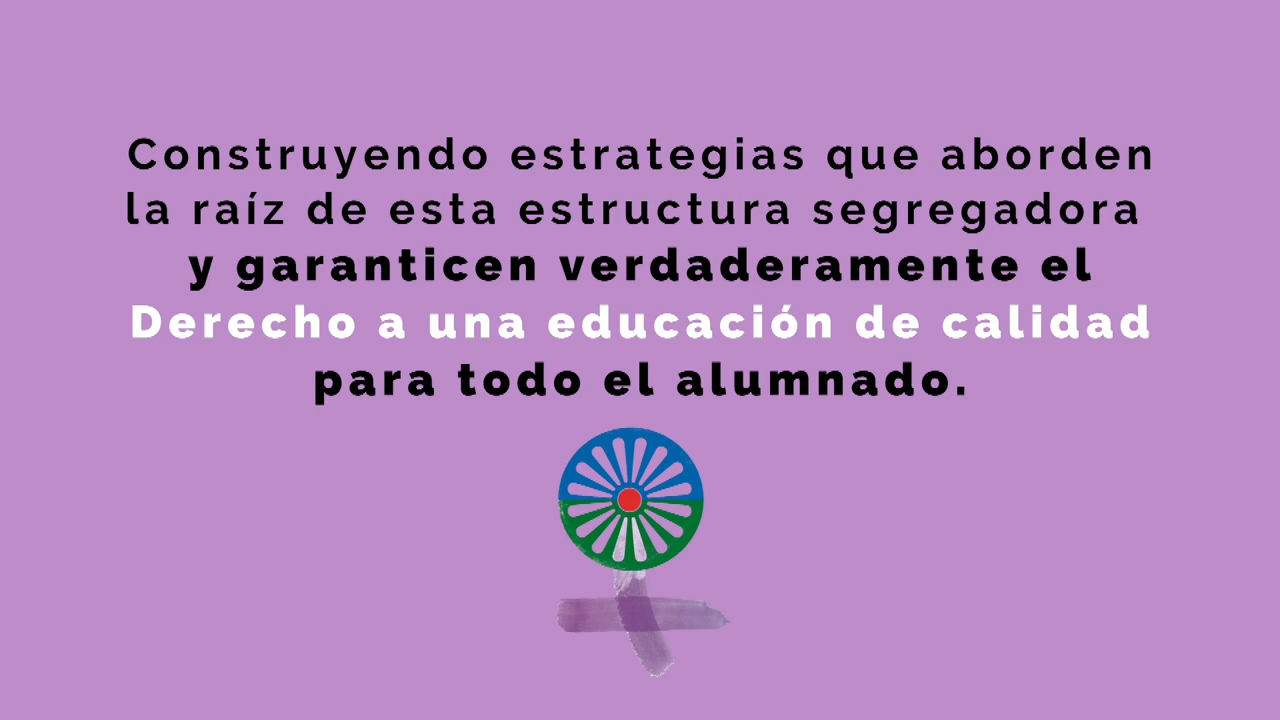 Construyendo estrategias que aborden
la raíz de esta estructura segregadora
y garanticen verdaderamente el
Derecho a una educación de calidad
para todo el alumnado.